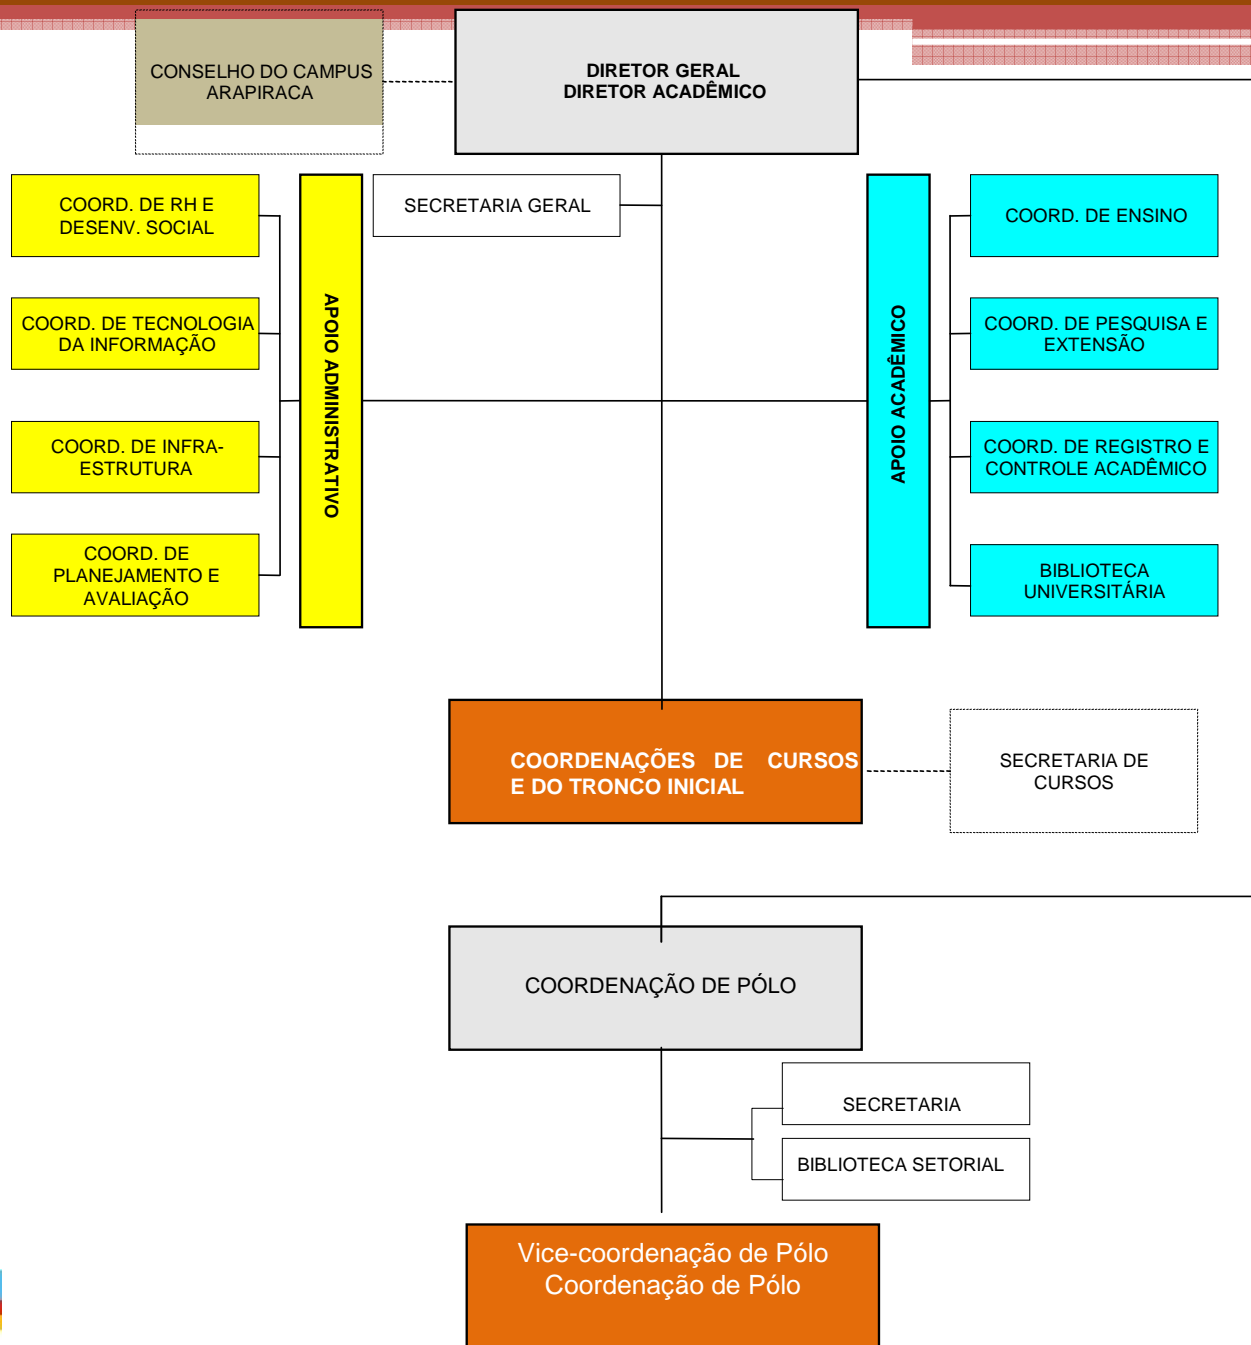 CONSELHO DO CAMPUS
ARAPIRACA
DIRETOR GERAL
DIRETOR ACADÊMICO
COORD. DE RH E
DESENV. SOCIAL
SECRETARIA GERAL
COORD. DE ENSINO
COORD. DE TECNOLOGIA
DA INFORMAÇÃO
APOIO ADMINISTRATIVO
APOIO ACADÊMICO
COORD. DE PESQUISA E
EXTENSÃO
COORD. DE INFRA-
ESTRUTURA
COORD. DE REGISTRO E
CONTROLE ACADÊMICO
COORD. DE
PLANEJAMENTO E
AVALIAÇÃO
BIBLIOTECA
UNIVERSITÁRIA
COORDENAÇÕES DE CURSOS
E DO TRONCO INICIAL
SECRETARIA DE
CURSOS
COORDENAÇÃO DE PÓLO
SECRETARIA
BIBLIOTECA SETORIAL
Vice-coordenação de Pólo
Coordenação de Pólo